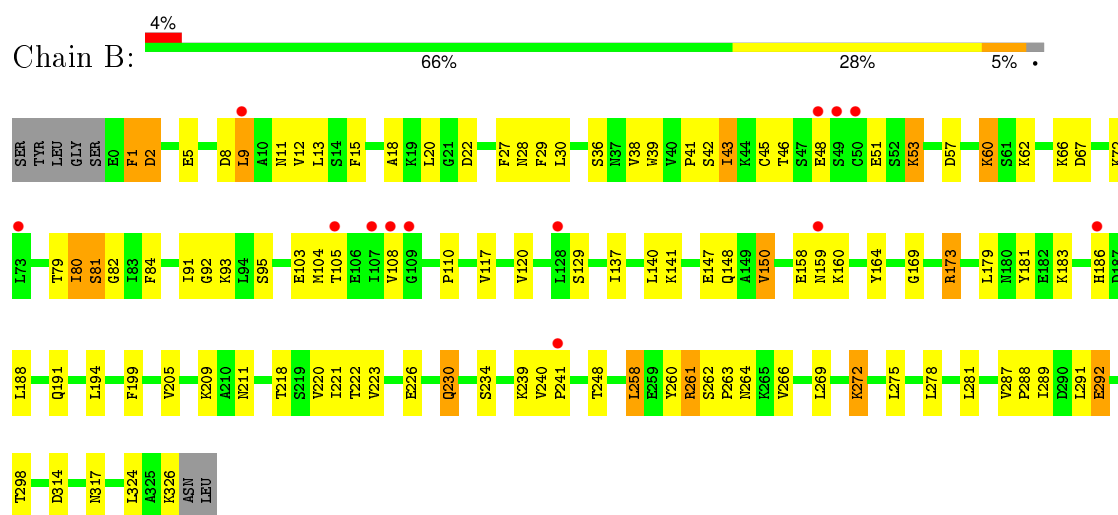 4%
Chain B:
66% 28% 5% •
SER TYR LEU GLY SER E0 F1 D2 E5 D8 L9 A10 N11 V12 L13 S14 F15 A18 K19 L20 G21 D22 F27 N28 F29 L30 S36 N37 V38 W39 V40 P41 S42 I43 K44 C45 T46 S47 E48 S49 C50 E51 S52 K53 D57 K60 S61 K62 K66 D67 K72
L73 T79 I80 S81 G82 I83 F84 I91 G92 K93 L94 S95 E103 M104 T105 E106 I107 V108 G109 P110 V117 V120 L128 S129 I137 L140 K141 E147 Q148 A149 V150 E158 N159 K160 Y164 G169 R173 L179 N180 Y181 E182 K183 H186 D187
L188 Q191 L194 F199 V205 K209 A210 N211 T218 S219 V220 I221 T222 V223 E226 Q230 S234 K239 V240 P241 T248 L258 E259 Y260 R261 S262 P263 N264 K265 V266 L269 K272 L275 L278 L281 V287 P288 I289 D290 L291 E292
T298 D314 N317 L324 A325 K326 ASN LEU